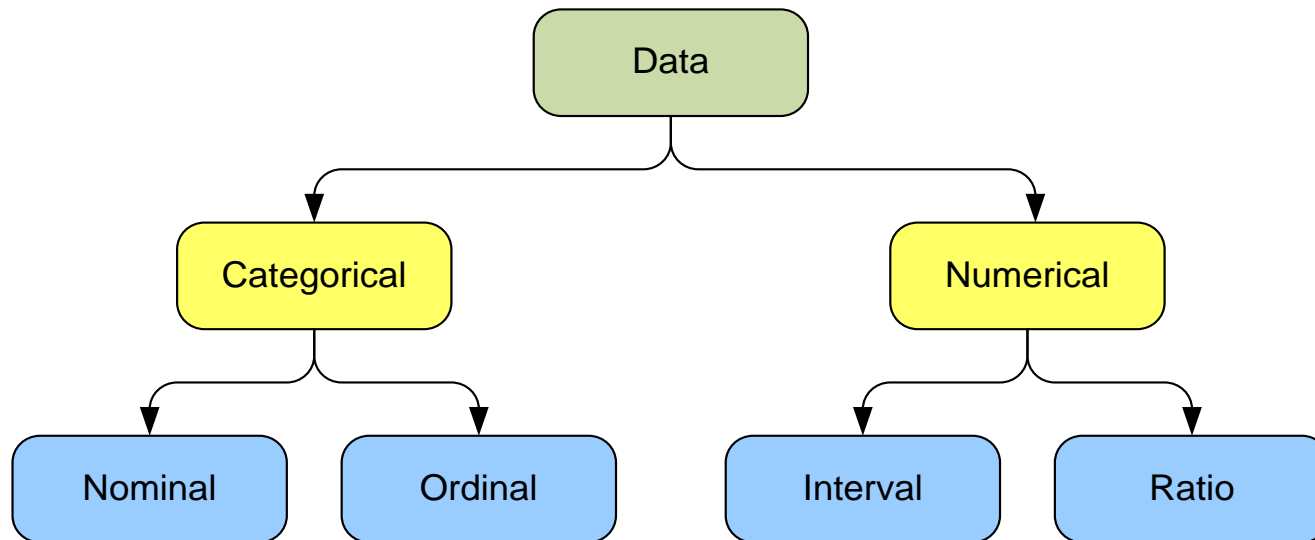 Data
Categorical
Numerical
Nominal
Ordinal
Interval
Ratio